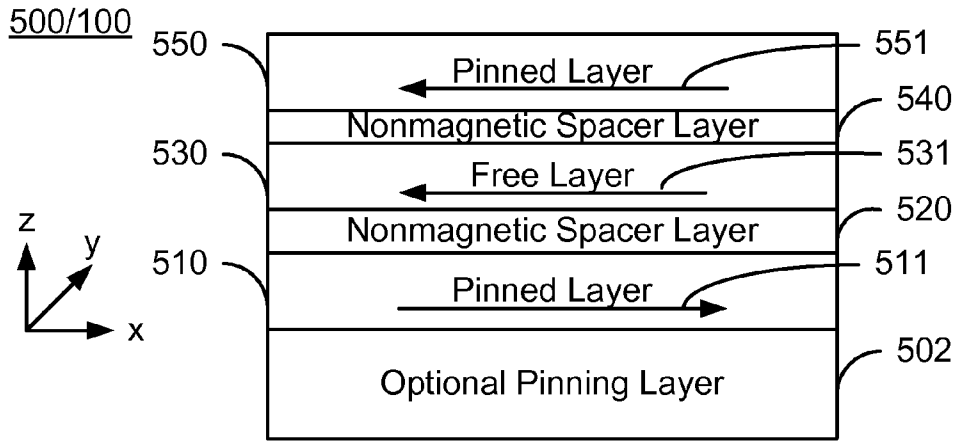 500/100
550
Pinned Layer
551
Nonmagnetic Spacer Layer
540
530
Free Layer
531
Nonmagnetic Spacer Layer
520
510
Pinned Layer
511
Optional Pinning Layer
502
z
y
x